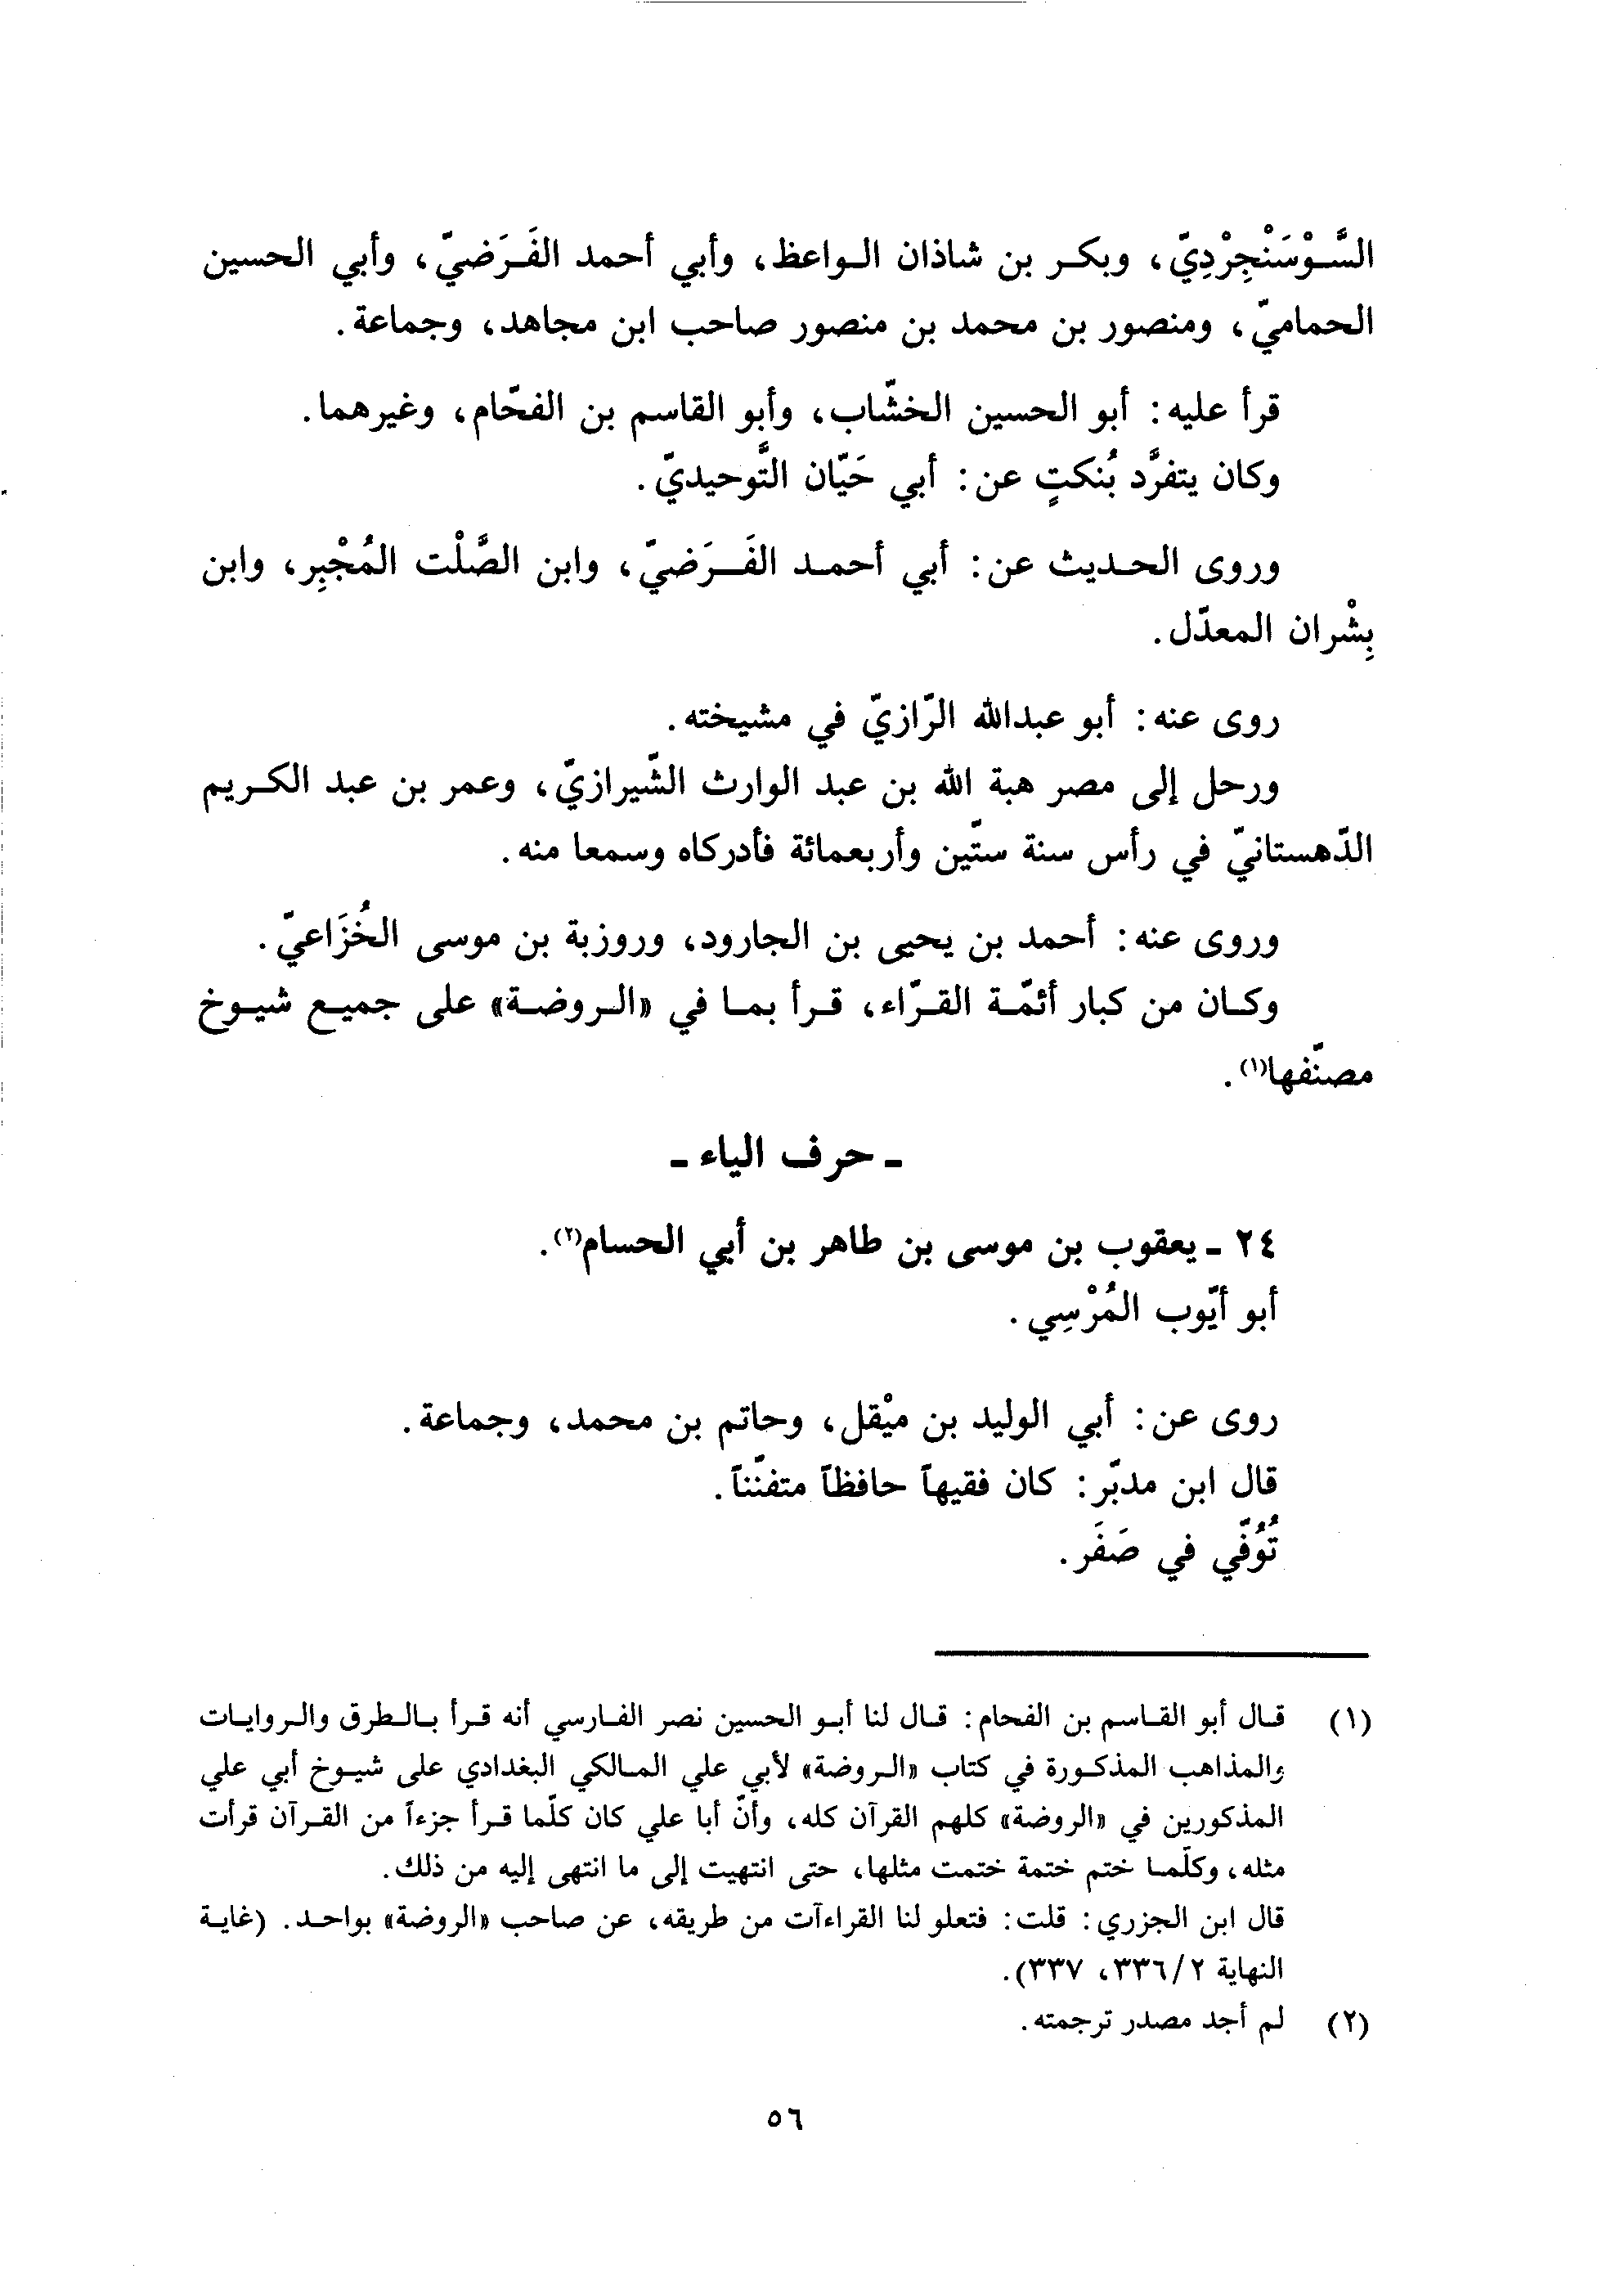 السَّوْسَنْجِرْدِيّ، وبكر بن شاذان الواعظ، وأبي أحمد الفَرَضيّ، وأبي الحسين
الحماميّ، ومنصور بن محمد بن منصور صاحب ابن مجاهد، وجماعة.
قرأ عليه: أبو الحسين الخشّاب، وأبو القاسم بن الفحّام، وغيرهما.
وكان يتفرَّد بُنكتٍ عن: أبي حَيّان التَّوحيديّ.
وروى الحديث عن: أبي أحمد الفَرَضيّ، وابن الصَّلْت المُجْبِر، وابن
بِشْران المعدّل.
روى عنه: أبو عبدالله الرّازيّ في مشيخته.
ورحل إلى مصر هبة الله بن عبد الوارث الشّيرازيّ، وعمر بن عبد الكريم
الدّهستانيّ في رأس سنة ستّين وأربعمائة فأدركاه وسمعا منه.
وروى عنه: أحمد بن يحيى بن الجارود، وروزبة بن موسى الخُزَاعيّ.
وكان من كبار أئمّة القرّاء، قرأ بما في «الروضة» على جميع شيوخ
مصنّفها(١).
ـ حرف الياء ـ
٢٤ ـ يعقوب بن موسى بن طاهر بن أبي الحسام(٢).
أبو أيّوب المُرْسِي.
روى عن: أبي الوليد بن ميْقل، وحاتم بن محمد، وجماعة.
قال ابن مدبّر: كان فقيهاً حافظاً متفنّناً.
تُوُفّي في صَفَر.
(١) قال أبو القاسم بن الفحام: قال لنا أبو الحسين نصر الفارسي أنه قرأ بالطرق والروايات
والمذاهب المذكورة في كتاب «الروضة» لأبي علي المالكي البغدادي على شيوخ أبي علي
المذكورين في «الروضة» كلهم القرآن كله، وأنّ أبا علي كان كلّما قرأ جزءاً من القرآن قرأت
مثله، وكلّما ختم ختمة ختمت مثلها، حتى انتهيت إلى ما انتهى إليه من ذلك.
قال ابن الجزري: قلت: فتعلو لنا القراءآت من طريقه، عن صاحب «الروضة» بواحد. (غاية
النهاية ٢/ ٣٣٦، ٣٣٧).
(٢) لم أجد مصدر ترجمته.
٥٦